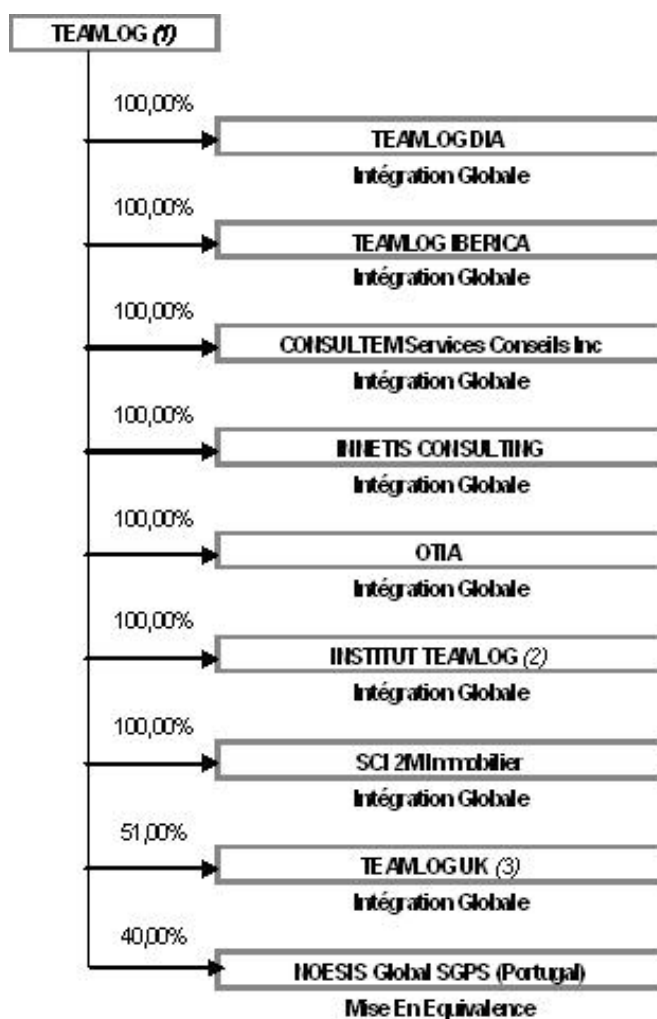 TEAMLOG (1)
100,00%
TEAMLOG DIA
Intégration Globale
100,00%
TEAMLOG IBERICA
Intégration Globale
100,00%
CONSULTEM Services Conseils Inc
Intégration Globale
100,00%
INNETIS CONSULTING
Intégration Globale
100,00%
OTIA
Intégration Globale
100,00%
INSTITUT TEAMLOG (2)
Intégration Globale
100,00%
SCI 2M Immobilier
Intégration Globale
51,00%
TEAMLOG UK (3)
Intégration Globale
40,00%
NOESIS Global SGPS (Portugal)
Mise En Equivalence